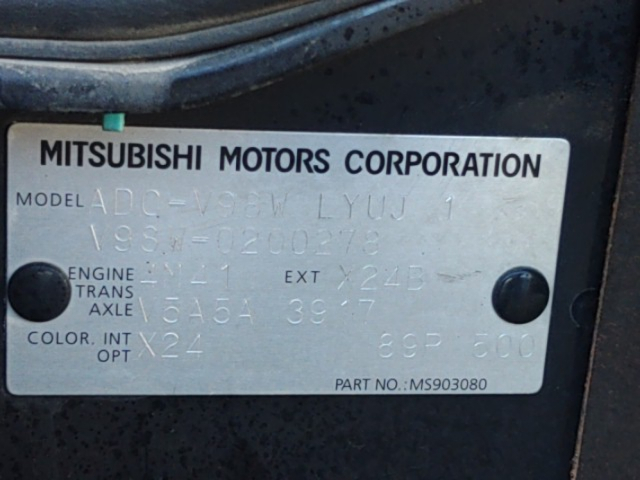 MITSUBISHI MOTORS CORPORATION
MODEL ADC-V98W LYUJ 1
V98W-0200278
ENGINE 4M41 EXT X24B
TRANS AXLE V5A5A 3917
COLOR. INT OPT X24 89P 500
PART NO.: MS903080